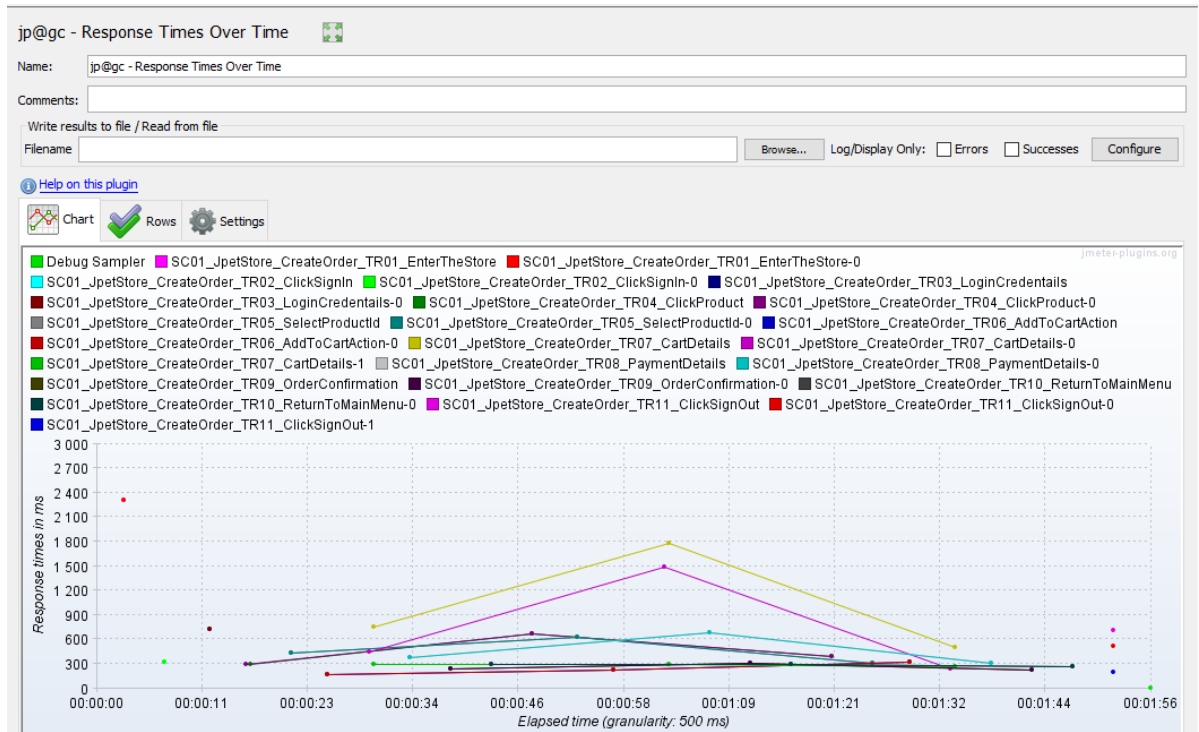 jp@gc - Response Times Over Time
Name: jp@gc - Response Times Over Time
Comments:
Write results to file / Read from file
Filename Browse... Log/Display Only: Errors Successes Configure
Help on this plugin
Chart Rows Settings
jmeter-plugins.org
Debug Sampler SC01_JpetStore_CreateOrder_TR01_EnterTheStore SC01_JpetStore_CreateOrder_TR01_EnterTheStore-0
SC01_JpetStore_CreateOrder_TR02_ClickSignIn SC01_JpetStore_CreateOrder_TR02_ClickSignIn-0 SC01_JpetStore_CreateOrder_TR03_LoginCredentails
SC01_JpetStore_CreateOrder_TR03_LoginCredentails-0 SC01_JpetStore_CreateOrder_TR04_ClickProduct SC01_JpetStore_CreateOrder_TR04_ClickProduct-0
SC01_JpetStore_CreateOrder_TR05_SelectProductId SC01_JpetStore_CreateOrder_TR05_SelectProductId-0 SC01_JpetStore_CreateOrder_TR06_AddToCartAction
SC01_JpetStore_CreateOrder_TR06_AddToCartAction-0 SC01_JpetStore_CreateOrder_TR07_CartDetails SC01_JpetStore_CreateOrder_TR07_CartDetails-0
SC01_JpetStore_CreateOrder_TR07_CartDetails-1 SC01_JpetStore_CreateOrder_TR08_PaymentDetails SC01_JpetStore_CreateOrder_TR08_PaymentDetails-0
SC01_JpetStore_CreateOrder_TR09_OrderConfirmation SC01_JpetStore_CreateOrder_TR09_OrderConfirmation-0 SC01_JpetStore_CreateOrder_TR10_ReturnToMainMenu
SC01_JpetStore_CreateOrder_TR10_ReturnToMainMenu-0 SC01_JpetStore_CreateOrder_TR11_ClickSignOut SC01_JpetStore_CreateOrder_TR11_ClickSignOut-0
SC01_JpetStore_CreateOrder_TR11_ClickSignOut-1
Response times in ms
3 000
2 700
2 400
2 100
1 800
1 500
1 200
900
600
300
0
00:00:00 00:00:11 00:00:23 00:00:34 00:00:46 00:00:58 00:01:09 00:01:21 00:01:32 00:01:44 00:01:56
Elapsed time (granularity: 500 ms)